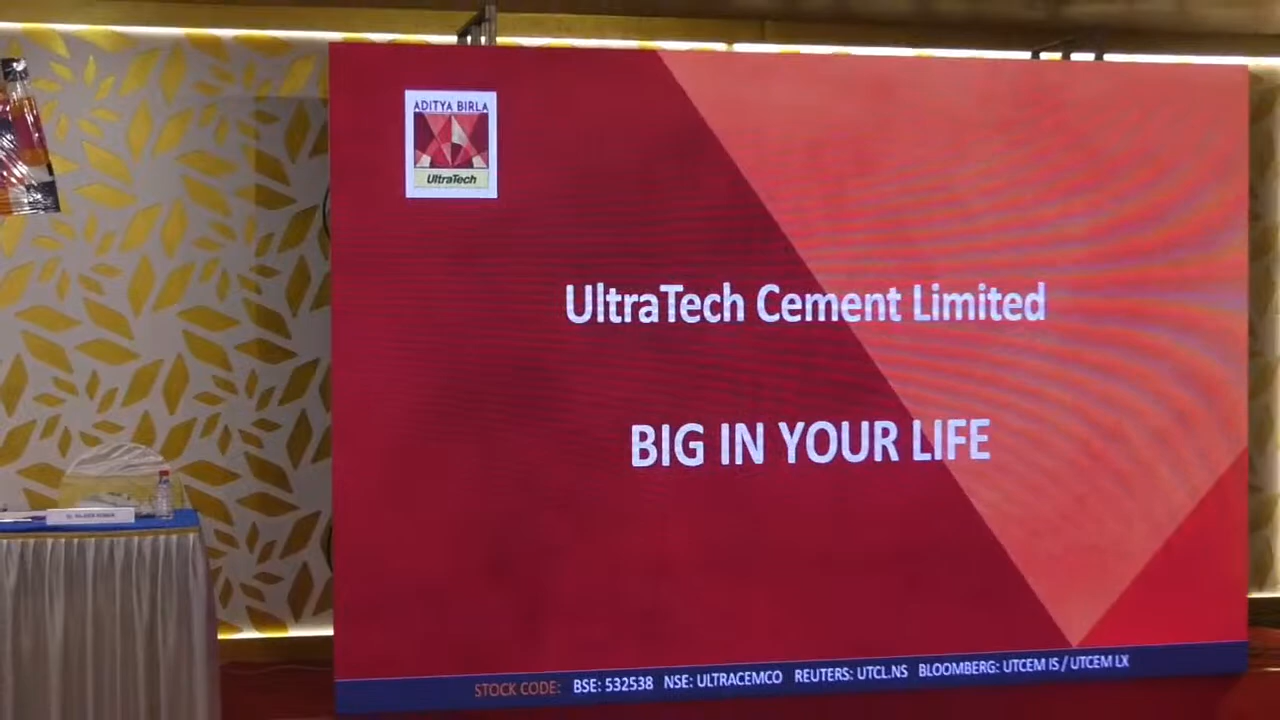 ADITYA BIRLA
UltraTech
UltraTech Cement Limited
BIG IN YOUR LIFE
STOCK CODE: BSE: 532538 NSE: ULTRACEMCO REUTERS: UTCL.NS BLOOMBERG: UTCEM IS / UTCEM LX